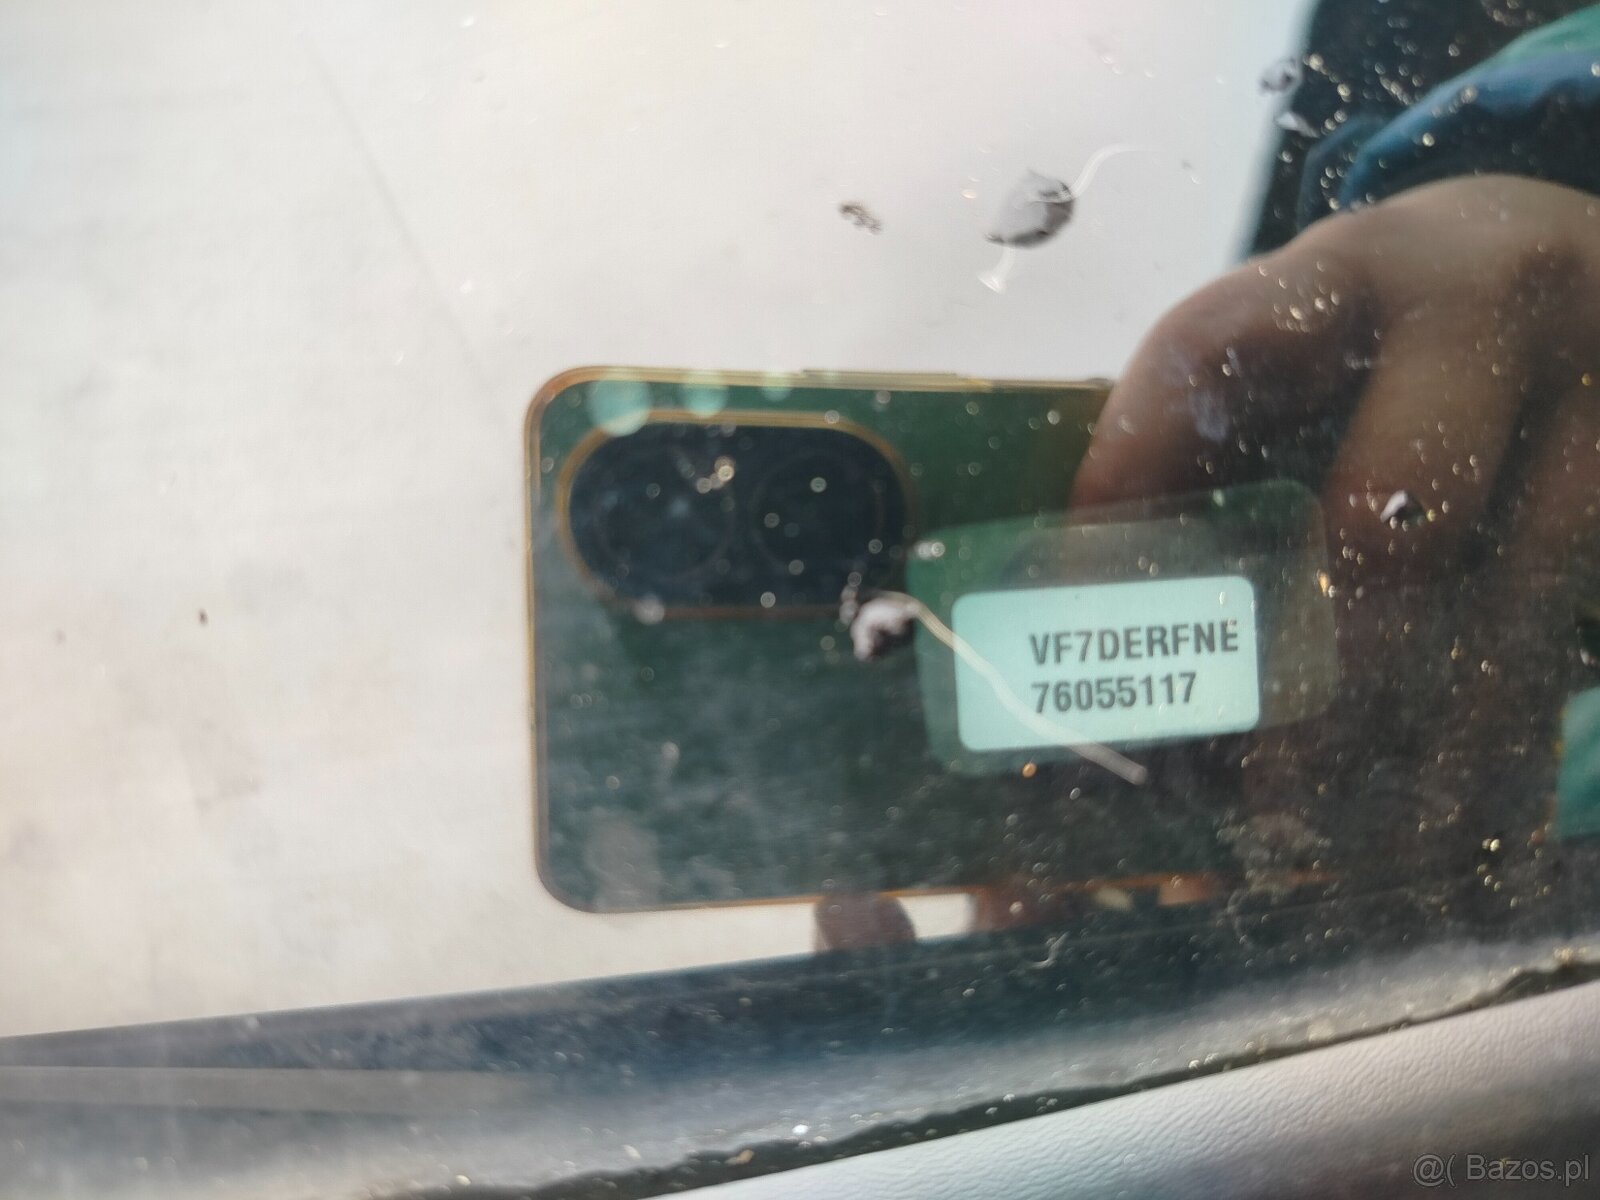 VF7DERFNE
76055117
@( Bazos.pl